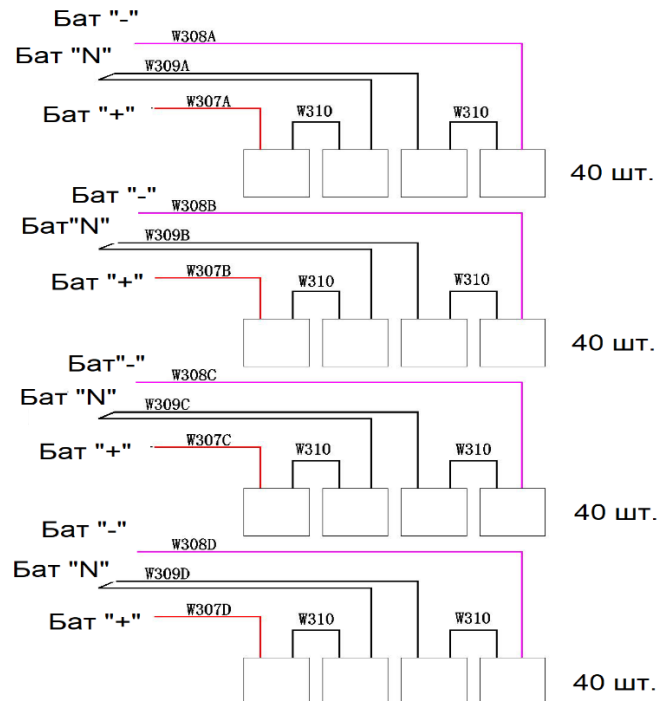 Бат "-"
W308A
Бат "N"
W309A
Бат "+"
W307A
W310
W310
40 шт.
Бат "-"
W308B
Бат"N"
W309B
Бат "+"
W307B
W310
W310
40 шт.
Бат"-"
W308C
Бат "N"
W309C
Бат "+"
W307C
W310
W310
40 шт.
Бат "-"
W308D
Бат "N"
W309D
Бат "+"
W307D
W310
W310
40 шт.